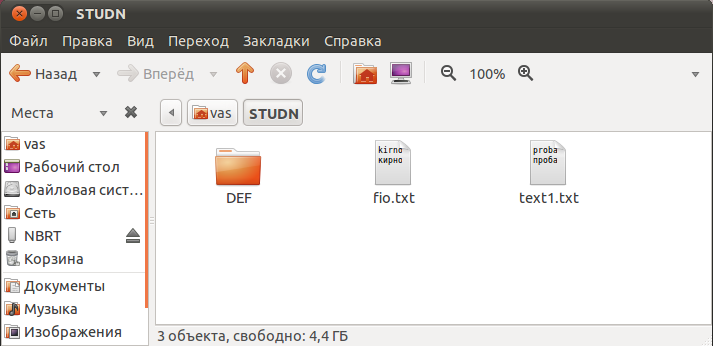 STUDN
Файл Правка Вид Переход Закладки Справка
Назад Вперёд 100%
Места vas STUDN
vas
Рабочий стол
Файловая сист...
Сеть
NBRT
Корзина
Документы
Музыка
Изображения
kirno
кирно
proba
проба
DEF fio.txt text1.txt
3 объекта, свободно: 4,4 ГБ